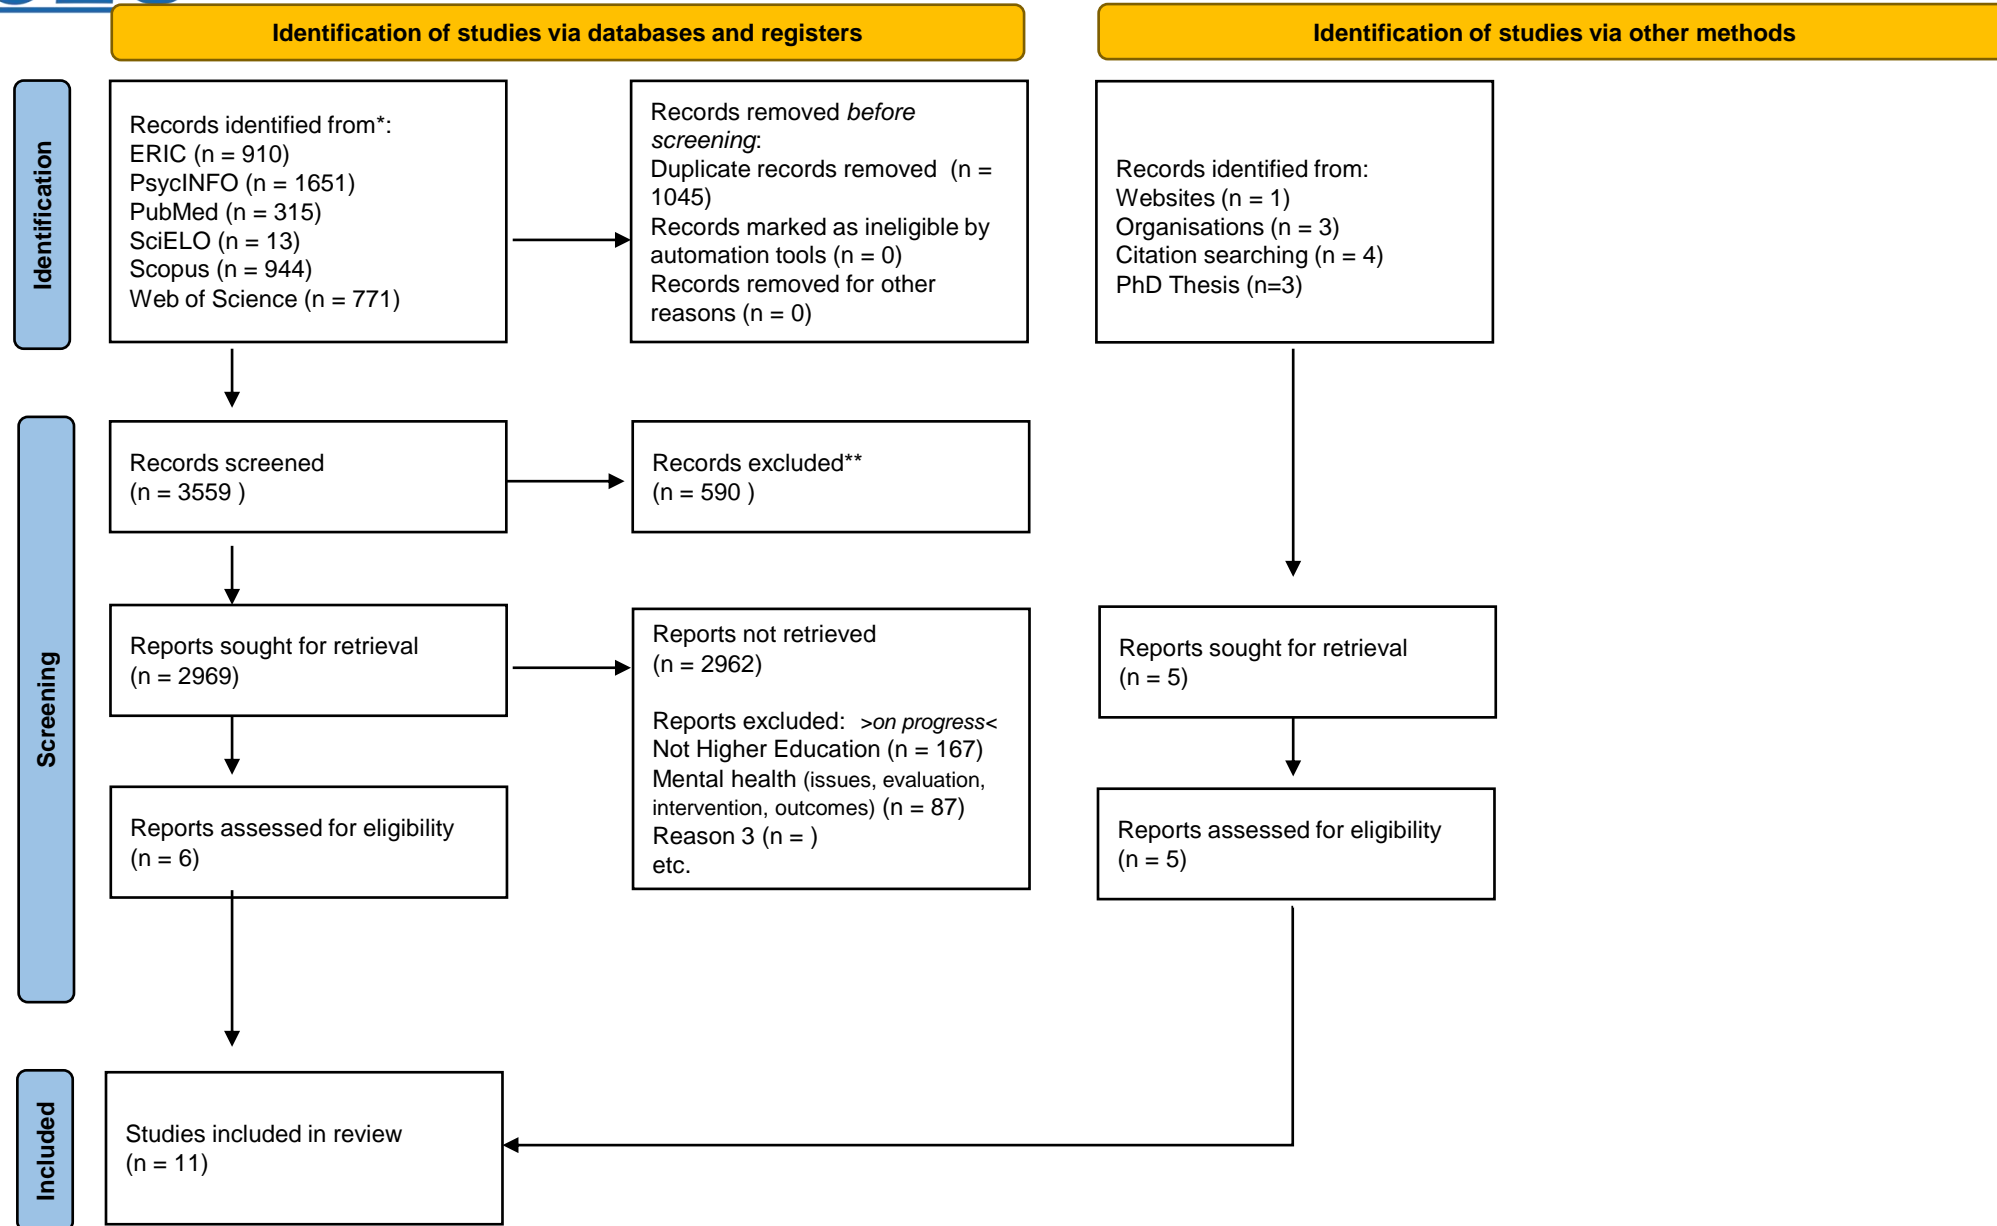 Identification of studies via databases and registers
Identification of studies via other methods
Identification
Records identified from*:
ERIC (n = 910)
PsycINFO (n = 1651)
PubMed (n = 315)
SciELO (n = 13)
Scopus (n = 944)
Web of Science (n = 771)
Records removed before
screening:
Duplicate records removed  (n =
1045)
Records marked as ineligible by
automation tools (n = 0)
Records removed for other
reasons (n = 0)
Records identified from:
Websites (n = 1)
Organisations (n = 3)
Citation searching (n = 4)
PhD Thesis (n=3)
Screening
Records screened
(n = 3559 )
Records excluded**
(n = 590 )
Reports sought for retrieval
(n = 2969)
Reports not retrieved
(n = 2962)
Reports excluded:  >on progress<
Not Higher Education (n = 167)
Mental health (issues, evaluation,
intervention, outcomes) (n = 87)
Reason 3 (n = )
etc.
Reports sought for retrieval
(n = 5)
Reports assessed for eligibility
(n = 6)
Reports assessed for eligibility
(n = 5)
Included
Studies included in review
(n = 11)